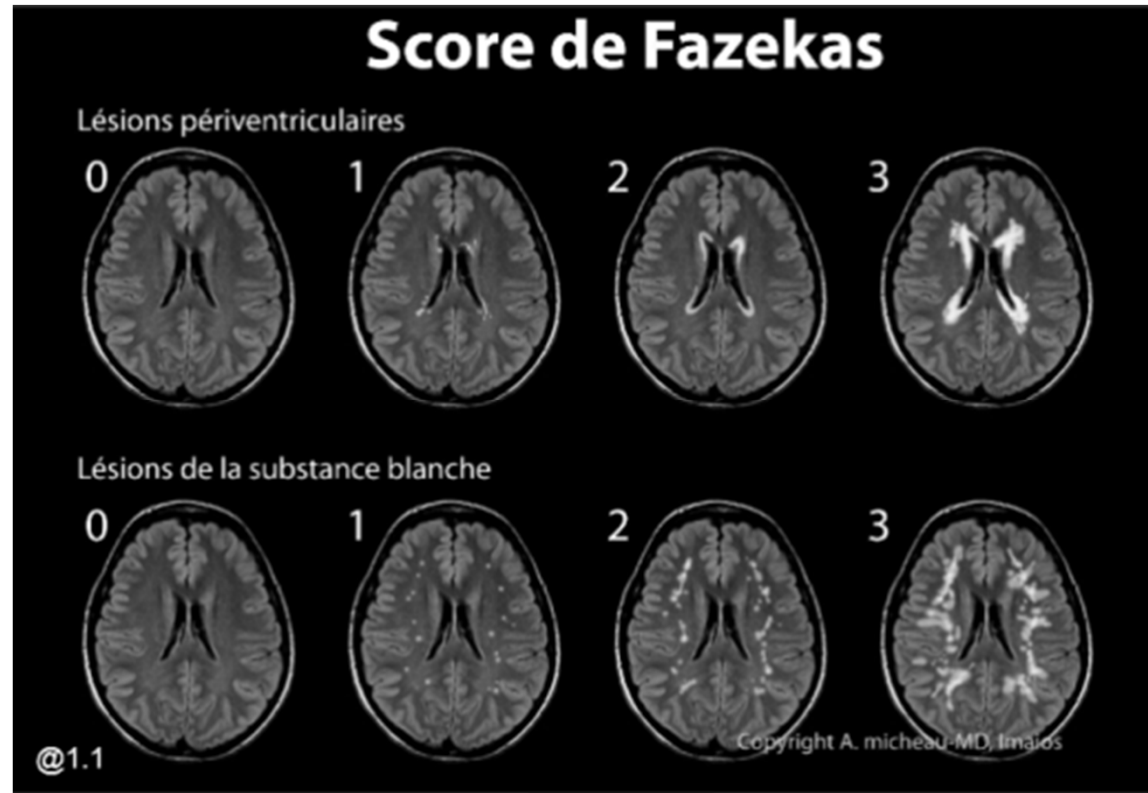 Score de Fazekas
Lésions périventriculaires
0 1 2 3
Lésions de la substance blanche
0 1 2 3
Copyright A. micheau-MD, Imaios
@1.1